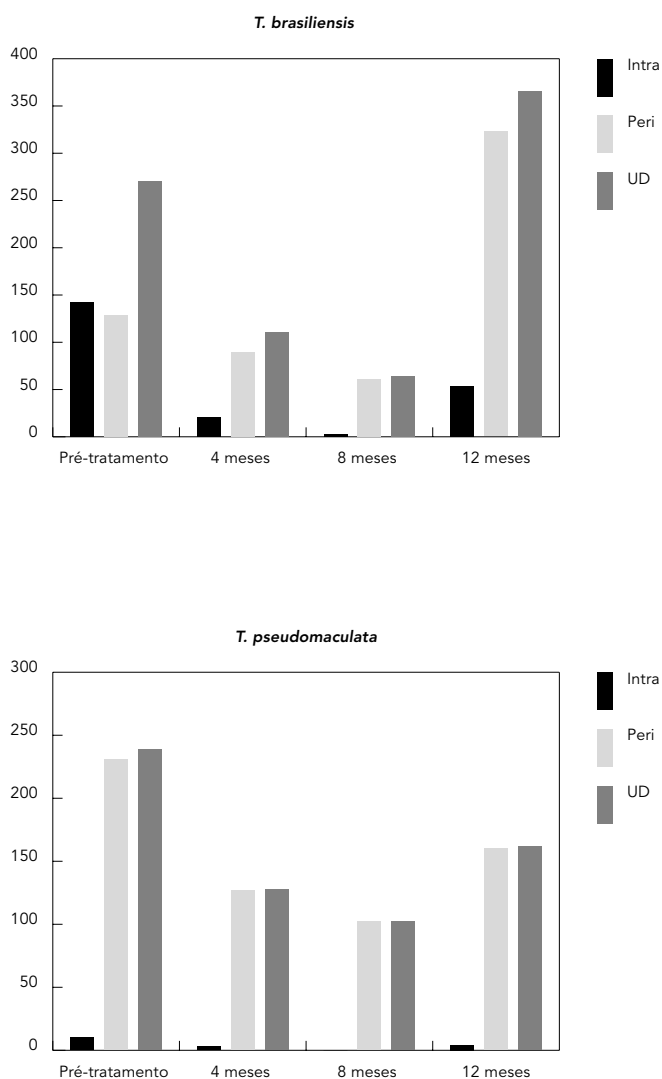 T. brasiliensis
400
350
300
250
200
150
100
50
0
Pré-tratamento 4 meses 8 meses 12 meses
Intra
Peri
UD
T. pseudomaculata
300
250
200
150
100
50
0
Pré-tratamento 4 meses 8 meses 12 meses
Intra
Peri
UD